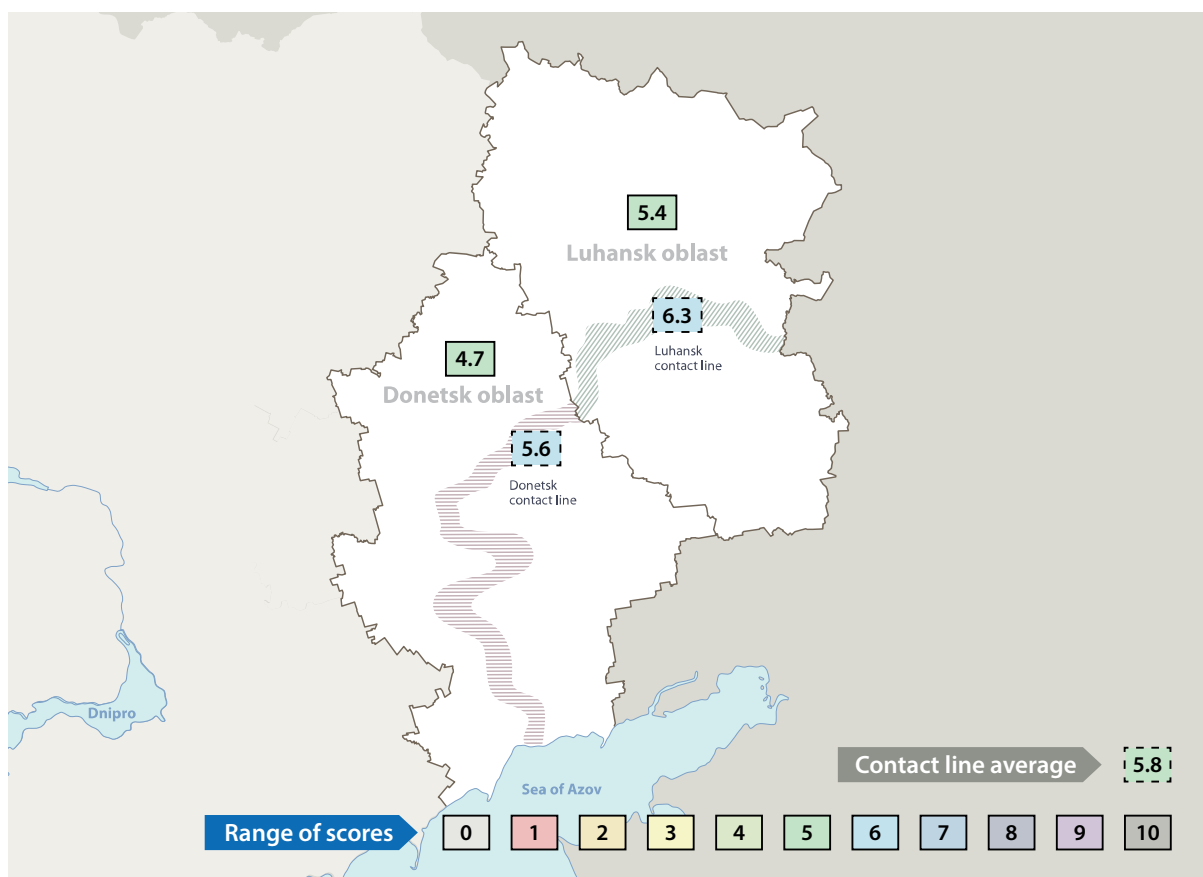 5.4
Luhansk oblast
6.3
Luhansk
contact line
4.7
Donetsk oblast
5.6
Donetsk
contact line
Dnipro
Sea of Azov
Contact line average 5.8
Range of scores 0 1 2 3 4 5 6 7 8 9 10